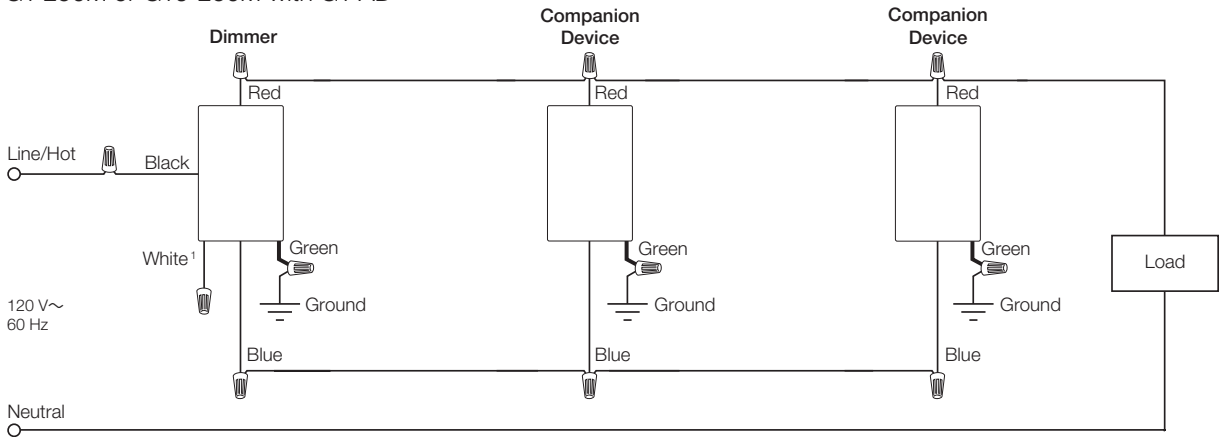 Dimmer
Companion
Device
Companion
Device
Red
Red
Red
Line/Hot
Black
White¹
Green
Green
Green
Load
120 V~
60 Hz
Ground
Ground
Ground
Blue
Blue
Blue
Neutral